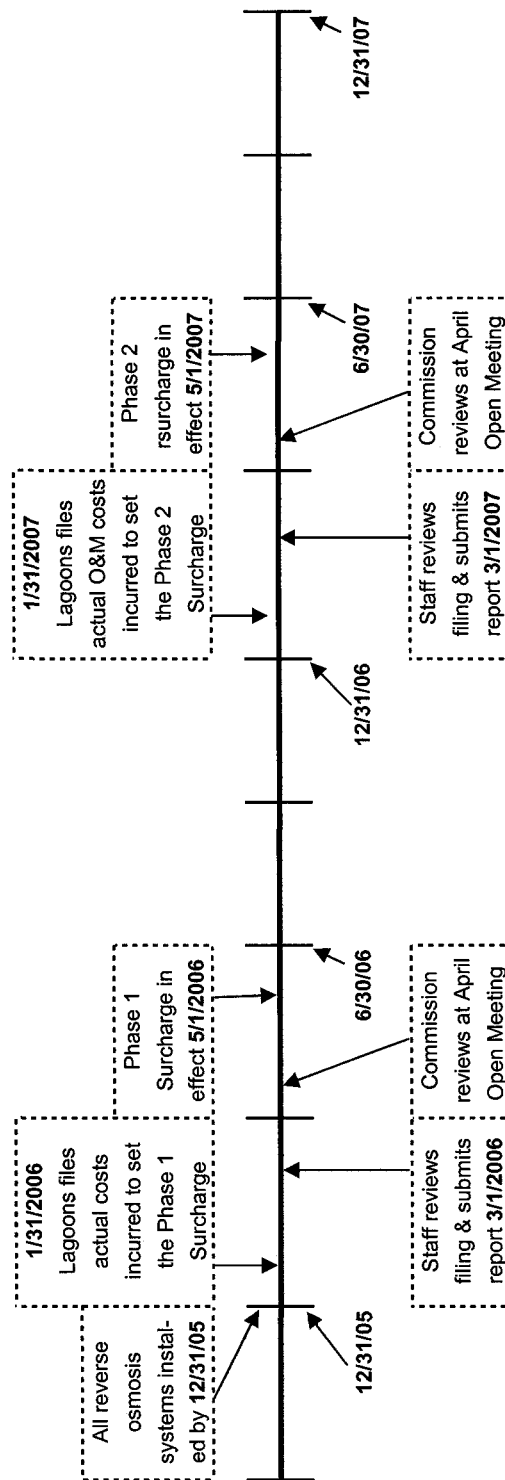 All reverse
osmosis
systems instal-
ed by 12/31/05
1/31/2006
Lagoons files
actual costs
incurred to set
the Phase 1
Surcharge
Phase 1
Surcharge in
effect 5/1/2006
1/31/2007
Lagoons files
actual O&M costs
incurred to set
the Phase 2
Surcharge
Phase 2
rsurcharge in
effect 5/1/2007
12/31/05
6/30/06
12/31/06
6/30/07
12/31/07
Staff reviews
filing & submits
report 3/1/2006
Commission
reviews at April
Open Meeting
Staff reviews
filing & submits
report 3/1/2007
Commission
reviews at April
Open Meeting